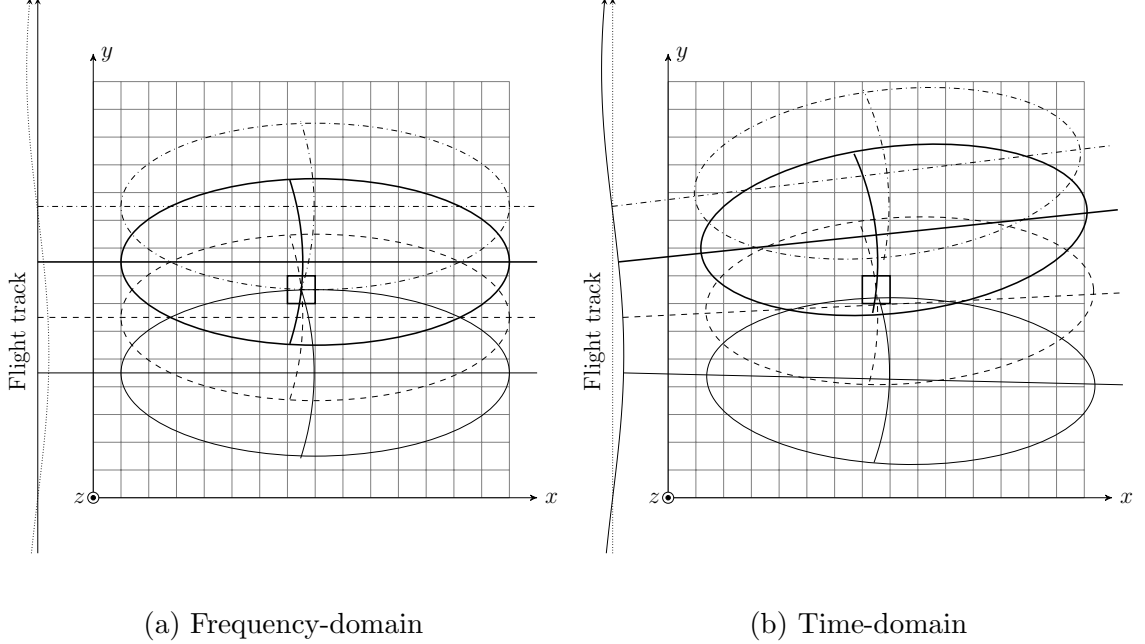 y
Flight track
z
x
(a) Frequency-domain
y
Flight track
z
x
(b) Time-domain